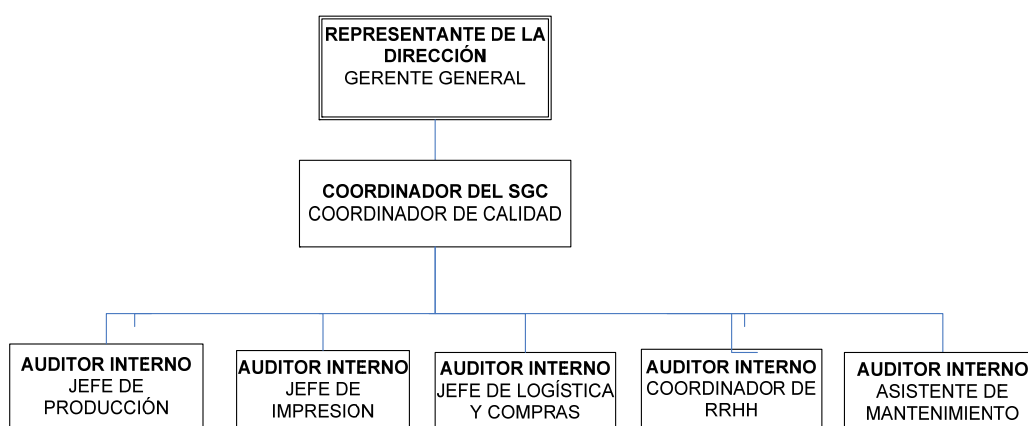 REPRESENTANTE DE LA
DIRECCIÓN
GERENTE GENERAL
COORDINADOR DEL SGC
COORDINADOR DE CALIDAD
AUDITOR INTERNO
JEFE DE
PRODUCCIÓN
AUDITOR INTERNO
JEFE DE
IMPRESION
AUDITOR INTERNO
JEFE DE LOGÍSTICA
Y COMPRAS
AUDITOR INTERNO
COORDINADOR DE
RRHH
AUDITOR INTERNO
ASISTENTE DE
MANTENIMIENTO